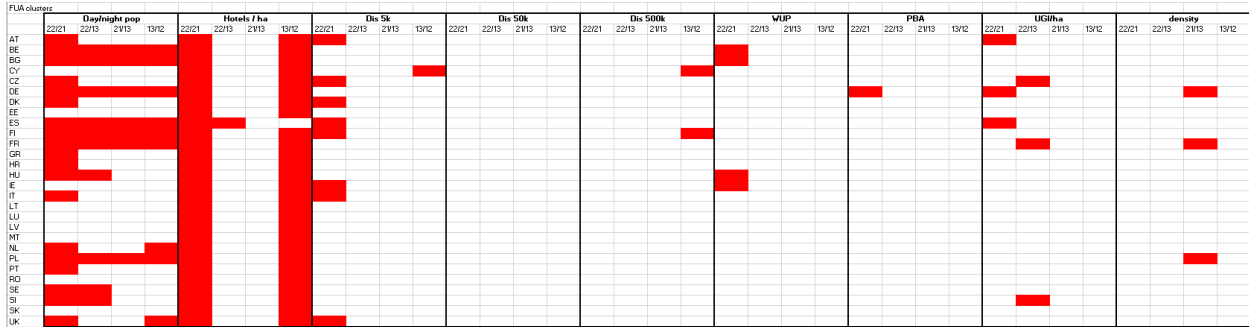 FUA clusters
Day/night pop Hotels / ha Dis 5k Dis 50k Dis 500k WUP PBA UGI/ha density
22/21 22/13 21/13 13/12 22/21 22/13 21/13 13/12 22/21 22/13 21/13 13/12 22/21 22/13 21/13 13/12 22/21 22/13 21/13 13/12 22/21 22/13 21/13 13/12 22/21 22/13 21/13 13/12 22/21 22/13 21/13 13/12 22/21 22/13 21/13 13/12
AT
BE
BG
CY
CZ
DE
DK
EE
ES
FI
FR
GR
HR
HU
IE
IT
LT
LU
LV
MT
NL
PL
PT
RO
SE
SI
SK
UK